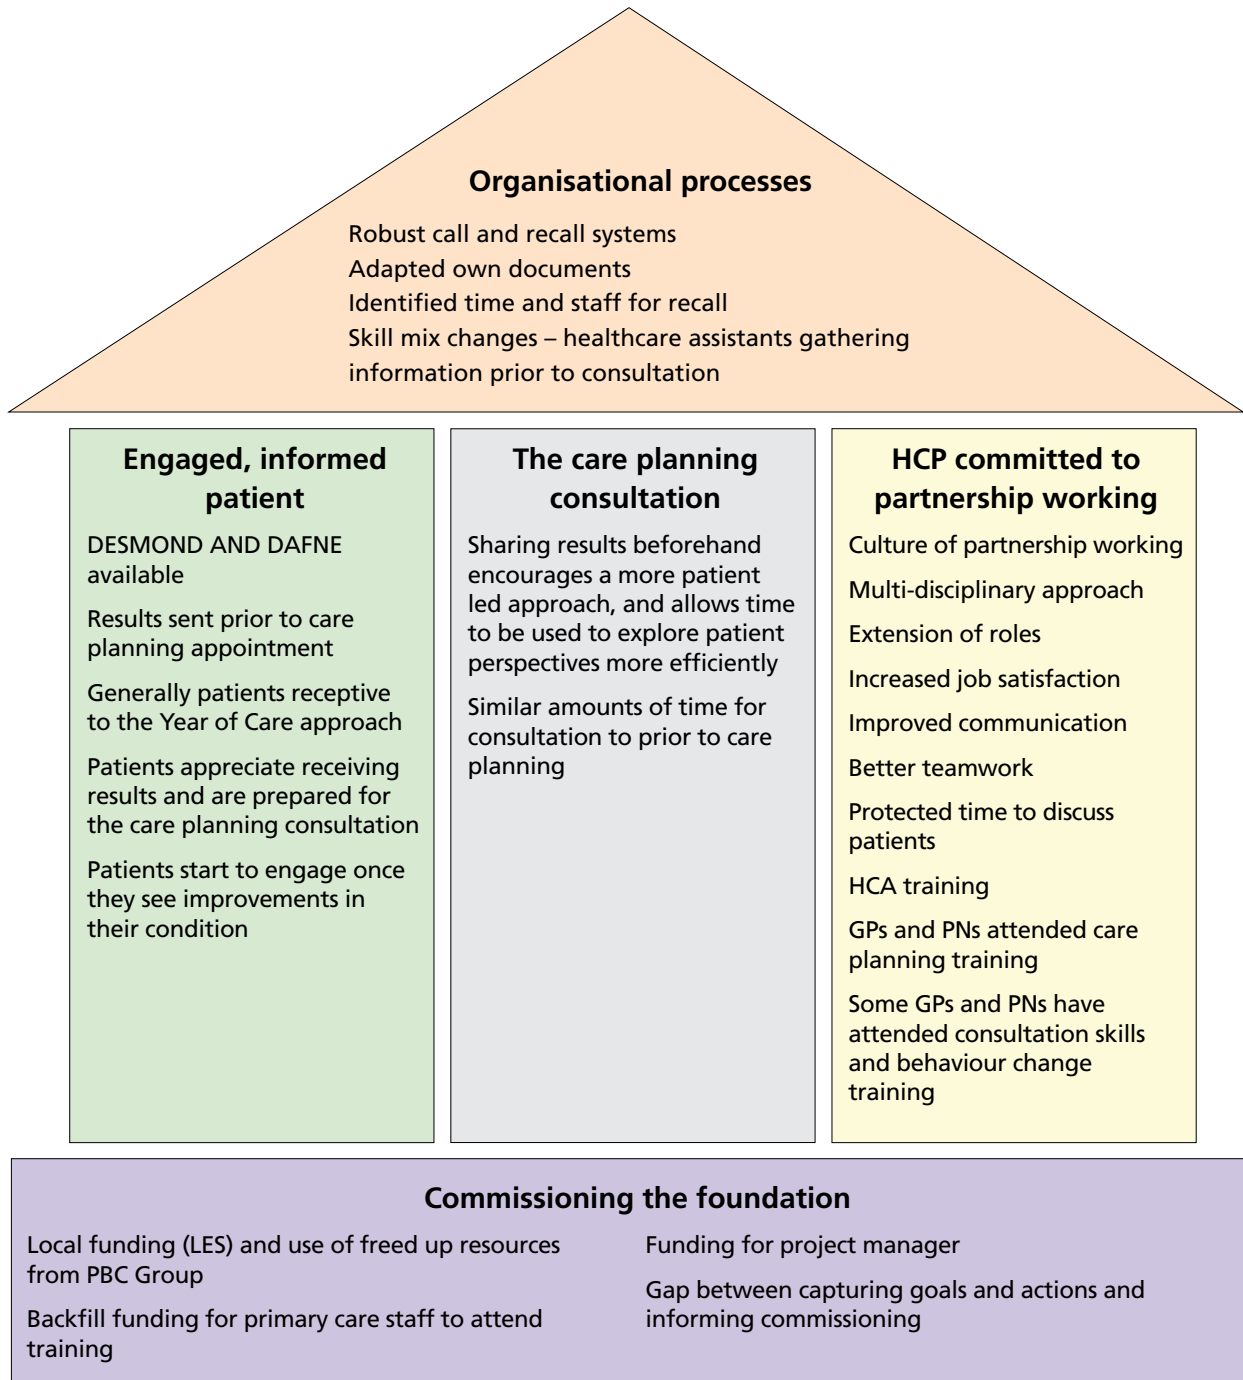 Organisational processes
Robust call and recall systems
Adapted own documents
Identified time and staff for recall
Skill mix changes – healthcare assistants gathering
information prior to consultation
Engaged, informed
patient
DESMOND AND DAFNE
available
Results sent prior to care
planning appointment
Generally patients receptive
to the Year of Care approach
Patients appreciate receiving
results and are prepared for
the care planning consultation
Patients start to engage once
they see improvements in
their condition
The care planning
consultation
Sharing results beforehand
encourages a more patient
led approach, and allows time
to be used to explore patient
perspectives more efficiently
Similar amounts of time for
consultation to prior to care
planning
HCP committed to
partnership working
Culture of partnership working
Multi-disciplinary approach
Extension of roles
Increased job satisfaction
Improved communication
Better teamwork
Protected time to discuss
patients
HCA training
GPs and PNs attended care
planning training
Some GPs and PNs have
attended consultation skills
and behaviour change
training
Commissioning the foundation
Local funding (LES) and use of freed up resources
from PBC Group
Backfill funding for primary care staff to attend
training
Funding for project manager
Gap between capturing goals and actions and
informing commissioning